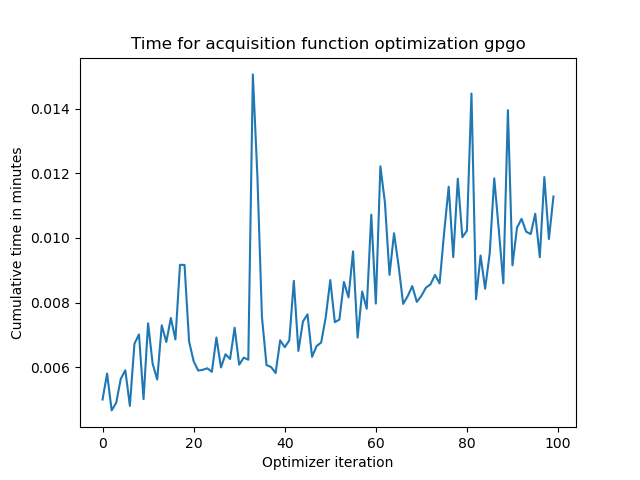 Time for acquisition function optimization gpgo
Cumulative time in minutes
0.014
0.012
0.010
0.008
0.006
0 20 40 60 80 100
Optimizer iteration